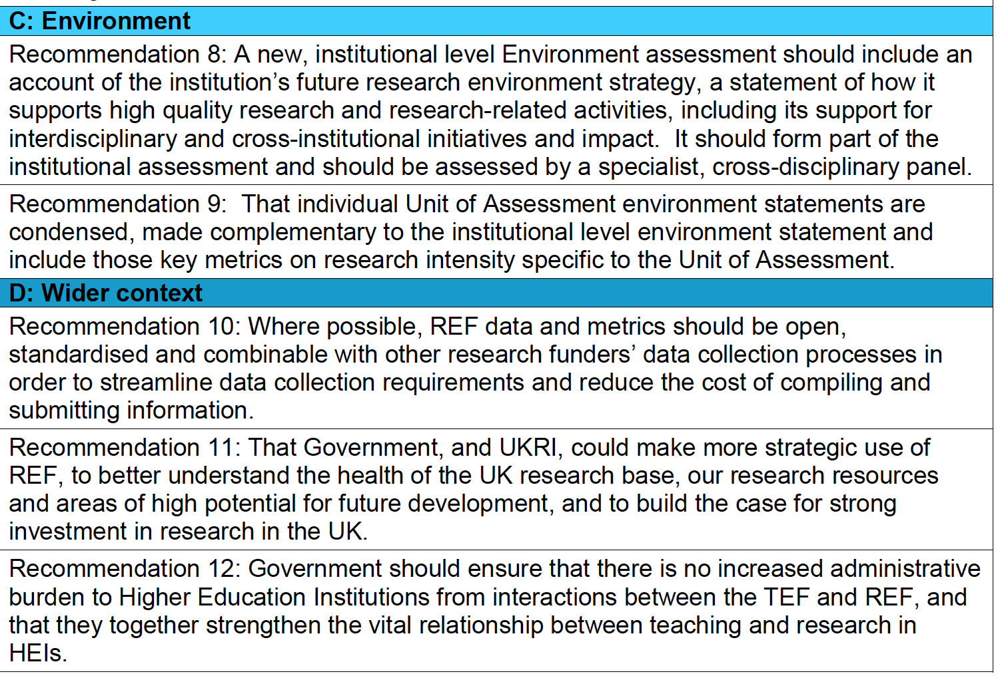 C: Environment
Recommendation 8: A new, institutional level Environment assessment should include an
account of the institution’s future research environment strategy, a statement of how it
supports high quality research and research-related activities, including its support for
interdisciplinary and cross-institutional initiatives and impact.  It should form part of the
institutional assessment and should be assessed by a specialist, cross-disciplinary panel.
Recommendation 9:  That individual Unit of Assessment environment statements are
condensed, made complementary to the institutional level environment statement and
include those key metrics on research intensity specific to the Unit of Assessment.
D: Wider context
Recommendation 10: Where possible, REF data and metrics should be open,
standardised and combinable with other research funders’ data collection processes in
order to streamline data collection requirements and reduce the cost of compiling and
submitting information.
Recommendation 11: That Government, and UKRI, could make more strategic use of
REF, to better understand the health of the UK research base, our research resources
and areas of high potential for future development, and to build the case for strong
investment in research in the UK.
Recommendation 12: Government should ensure that there is no increased administrative
burden to Higher Education Institutions from interactions between the TEF and REF, and
that they together strengthen the vital relationship between teaching and research in
HEIs.